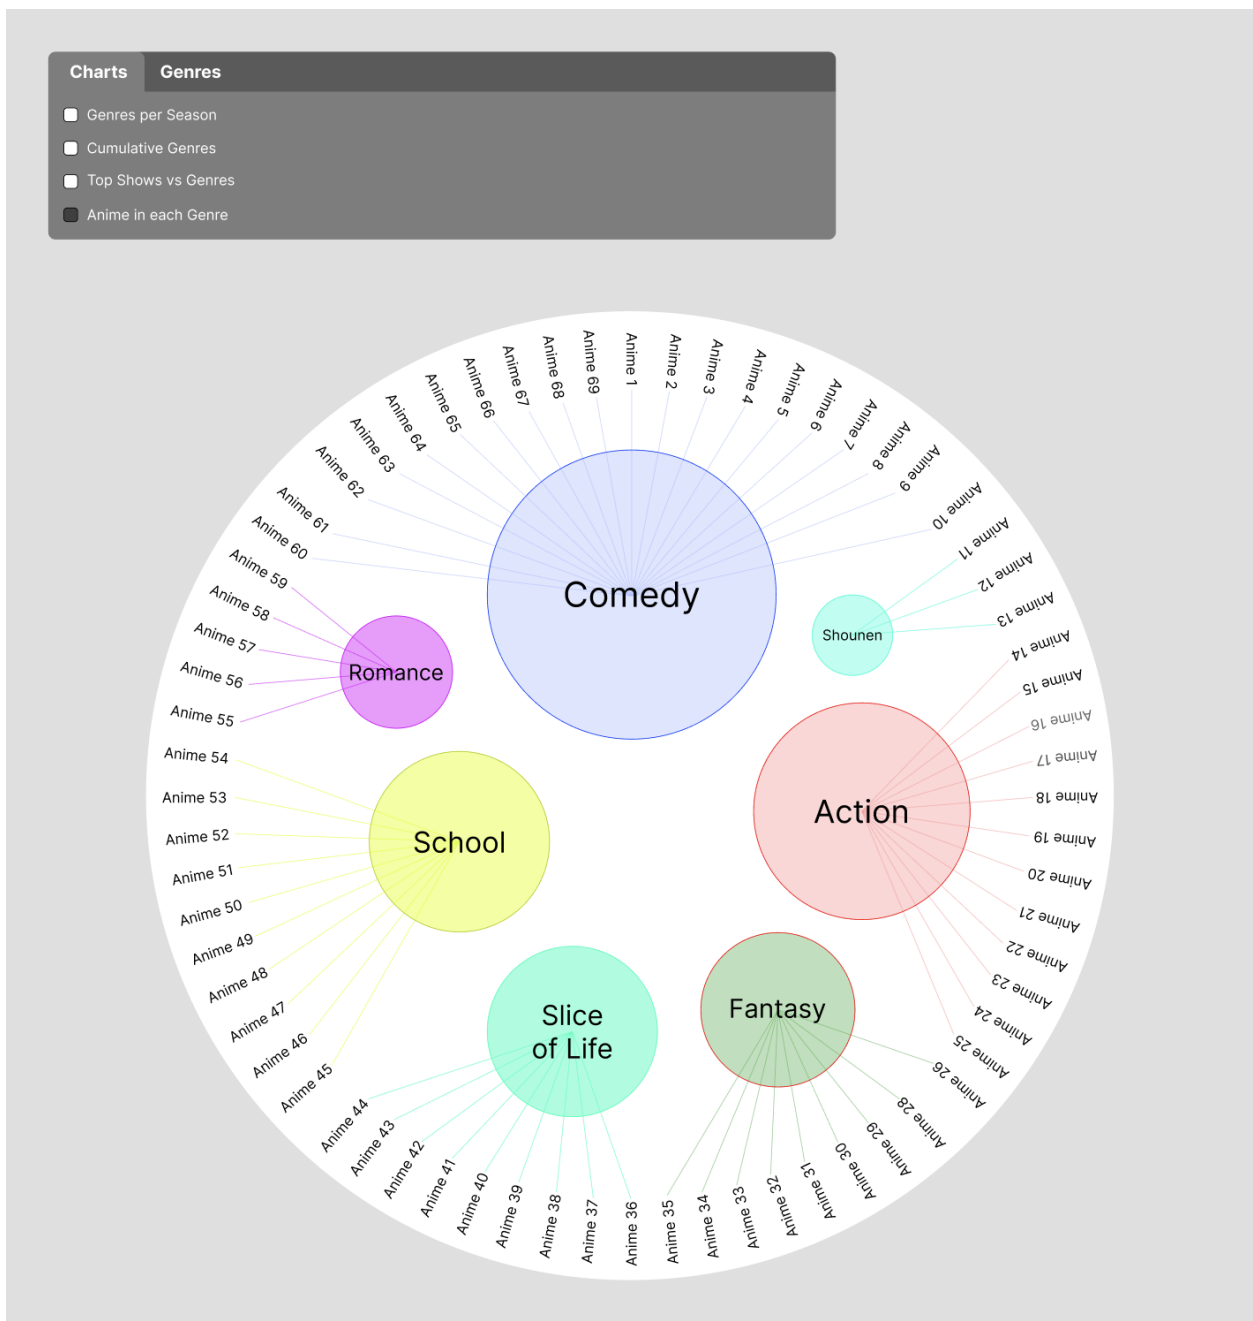 Charts
Genres
Genres per Season
Cumulative Genres
Top Shows vs Genres
Anime in each Genre
Anime 1
Anime 2
Anime 3
Anime 4
Anime 5
Anime 6
Anime 7
Anime 8
Anime 9
Anime 10
Anime 11
Anime 12
Anime 13
Anime 14
Anime 15
Anime 16
Anime 17
Anime 18
Anime 19
Anime 20
Anime 21
Anime 22
Anime 23
Anime 24
Anime 25
Anime 26
Anime 28
Anime 29
Anime 30
Anime 31
Anime 32
Anime 33
Anime 34
Anime 35
Anime 36
Anime 37
Anime 38
Anime 39
Anime 40
Anime 41
Anime 42
Anime 43
Anime 44
Anime 45
Anime 46
Anime 47
Anime 48
Anime 49
Anime 50
Anime 51
Anime 52
Anime 53
Anime 54
Anime 55
Anime 56
Anime 57
Anime 58
Anime 59
Anime 60
Anime 61
Anime 62
Anime 63
Anime 64
Anime 65
Anime 66
Anime 67
Anime 68
Anime 69
Comedy
Shounen
Romance
Action
School
Fantasy
Slice
of Life